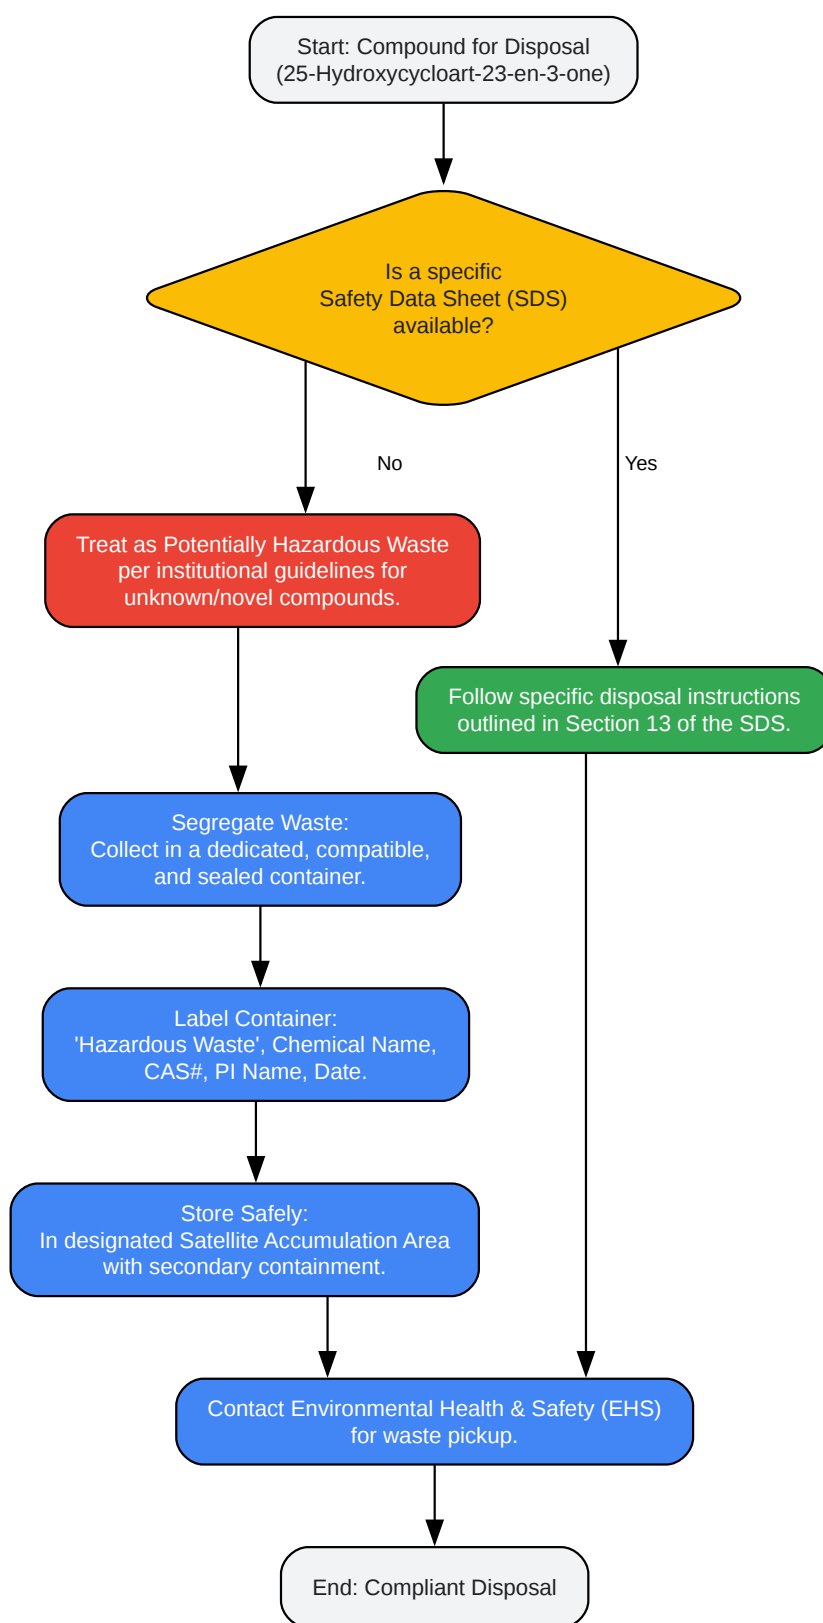 Start: Compound for Disposal
(25-Hydroxycycloart-23-en-3-one)
Is a specific
Safety Data Sheet (SDS)
available?
No
Yes
Treat as Potentially Hazardous Waste
per institutional guidelines for
unknown/novel compounds.
Follow specific disposal instructions
outlined in Section 13 of the SDS.
Segregate Waste:
Collect in a dedicated, compatible,
and sealed container.
Label Container:
'Hazardous Waste', Chemical Name,
CAS#, PI Name, Date.
Store Safely:
In designated Satellite Accumulation Area
with secondary containment.
Contact Environmental Health & Safety (EHS)
for waste pickup.
End: Compliant Disposal